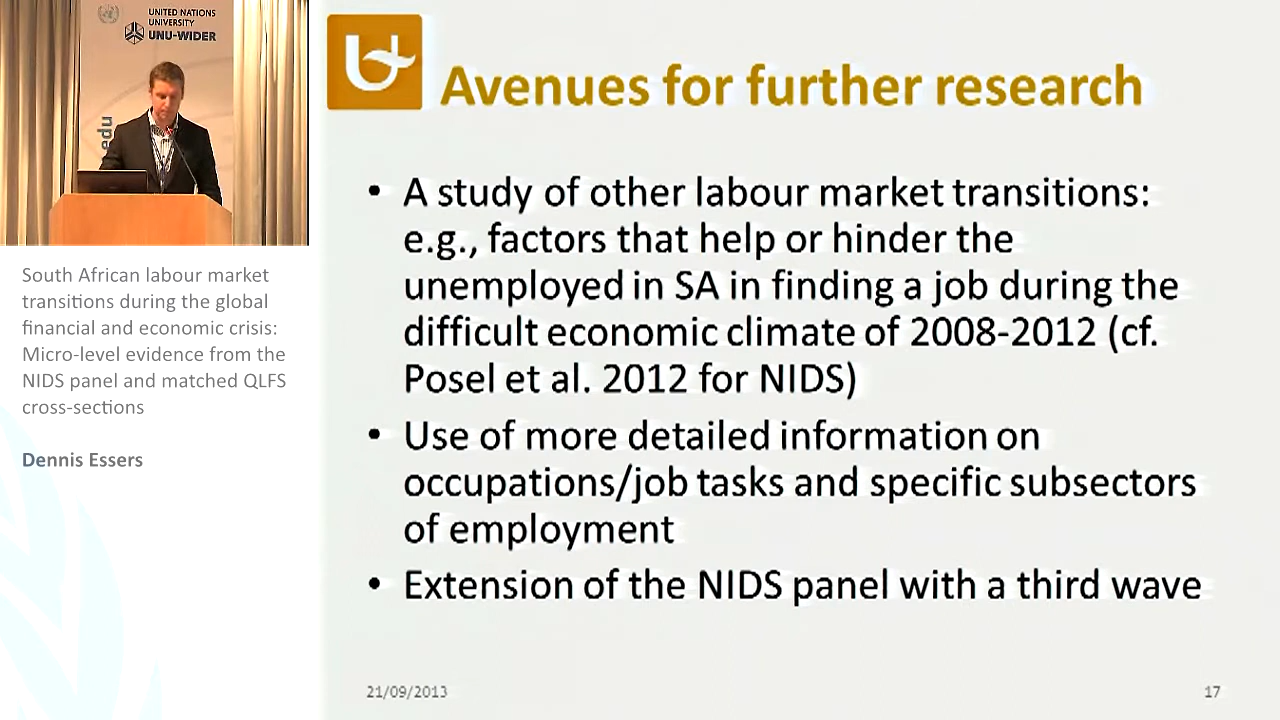 UNITED NATIONS
UNIVERSITY
UNU-WIDER
edu
South African labour market
transitions during the global
financial and economic crisis:
Micro-level evidence from the
NIDS panel and matched QLFS
cross-sections
Dennis Essers
Avenues for further research
• A study of other labour market transitions:
e.g., factors that help or hinder the
unemployed in SA in finding a job during the
difficult economic climate of 2008-2012 (cf.
Posel et al. 2012 for NIDS)
• Use of more detailed information on
occupations/job tasks and specific subsectors
of employment
• Extension of the NIDS panel with a third wave
21/09/2013
17